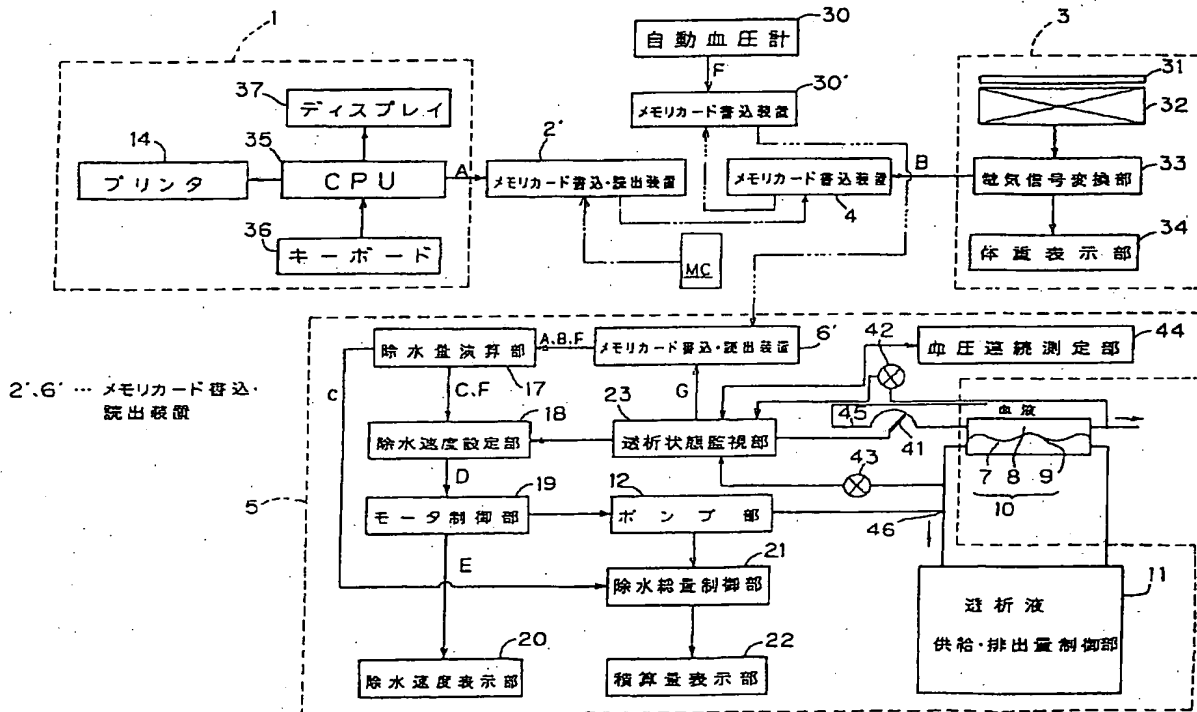 1
30
自動血圧計
F
30'
メモリカード書込装置
3
31
32
37
ディスプレイ
35
14
プリンタ
CPU
A
2'
メモリカード書込・読出装置
メモリカード書込装置
4
B
33
電気信号変換部
36
キーボード
MC
34
体重表示部
除水量演算部
17
A.B.F
メモリカード書込・読出装置
6'
42
44
血圧連続測定部
2'.6' … メモリカード書込・
読出装置
C
C.F
18
除水速度設定部
23
G
透析状態監視部
45
41
血液
7
8
9
10
D
19
モータ制御部
12
ポンプ部
43
46
5
E
21
除水総量制御部
11
透析液
供給・排出量制御部
20
除水速度表示部
22
積算量表示部